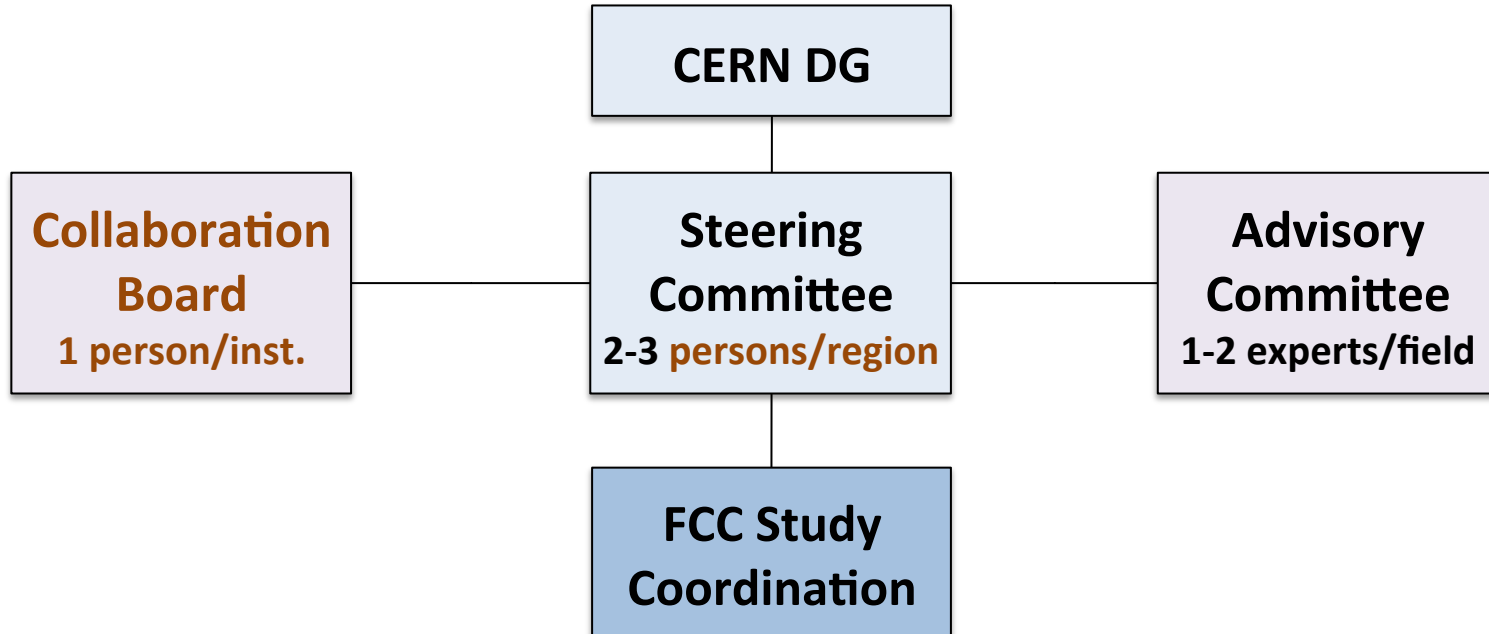 CERN DG
Collaboration
Board
1 person/inst.
Steering
Committee
2-3 persons/region
Advisory
Committee
1-2 experts/field
FCC Study
Coordination